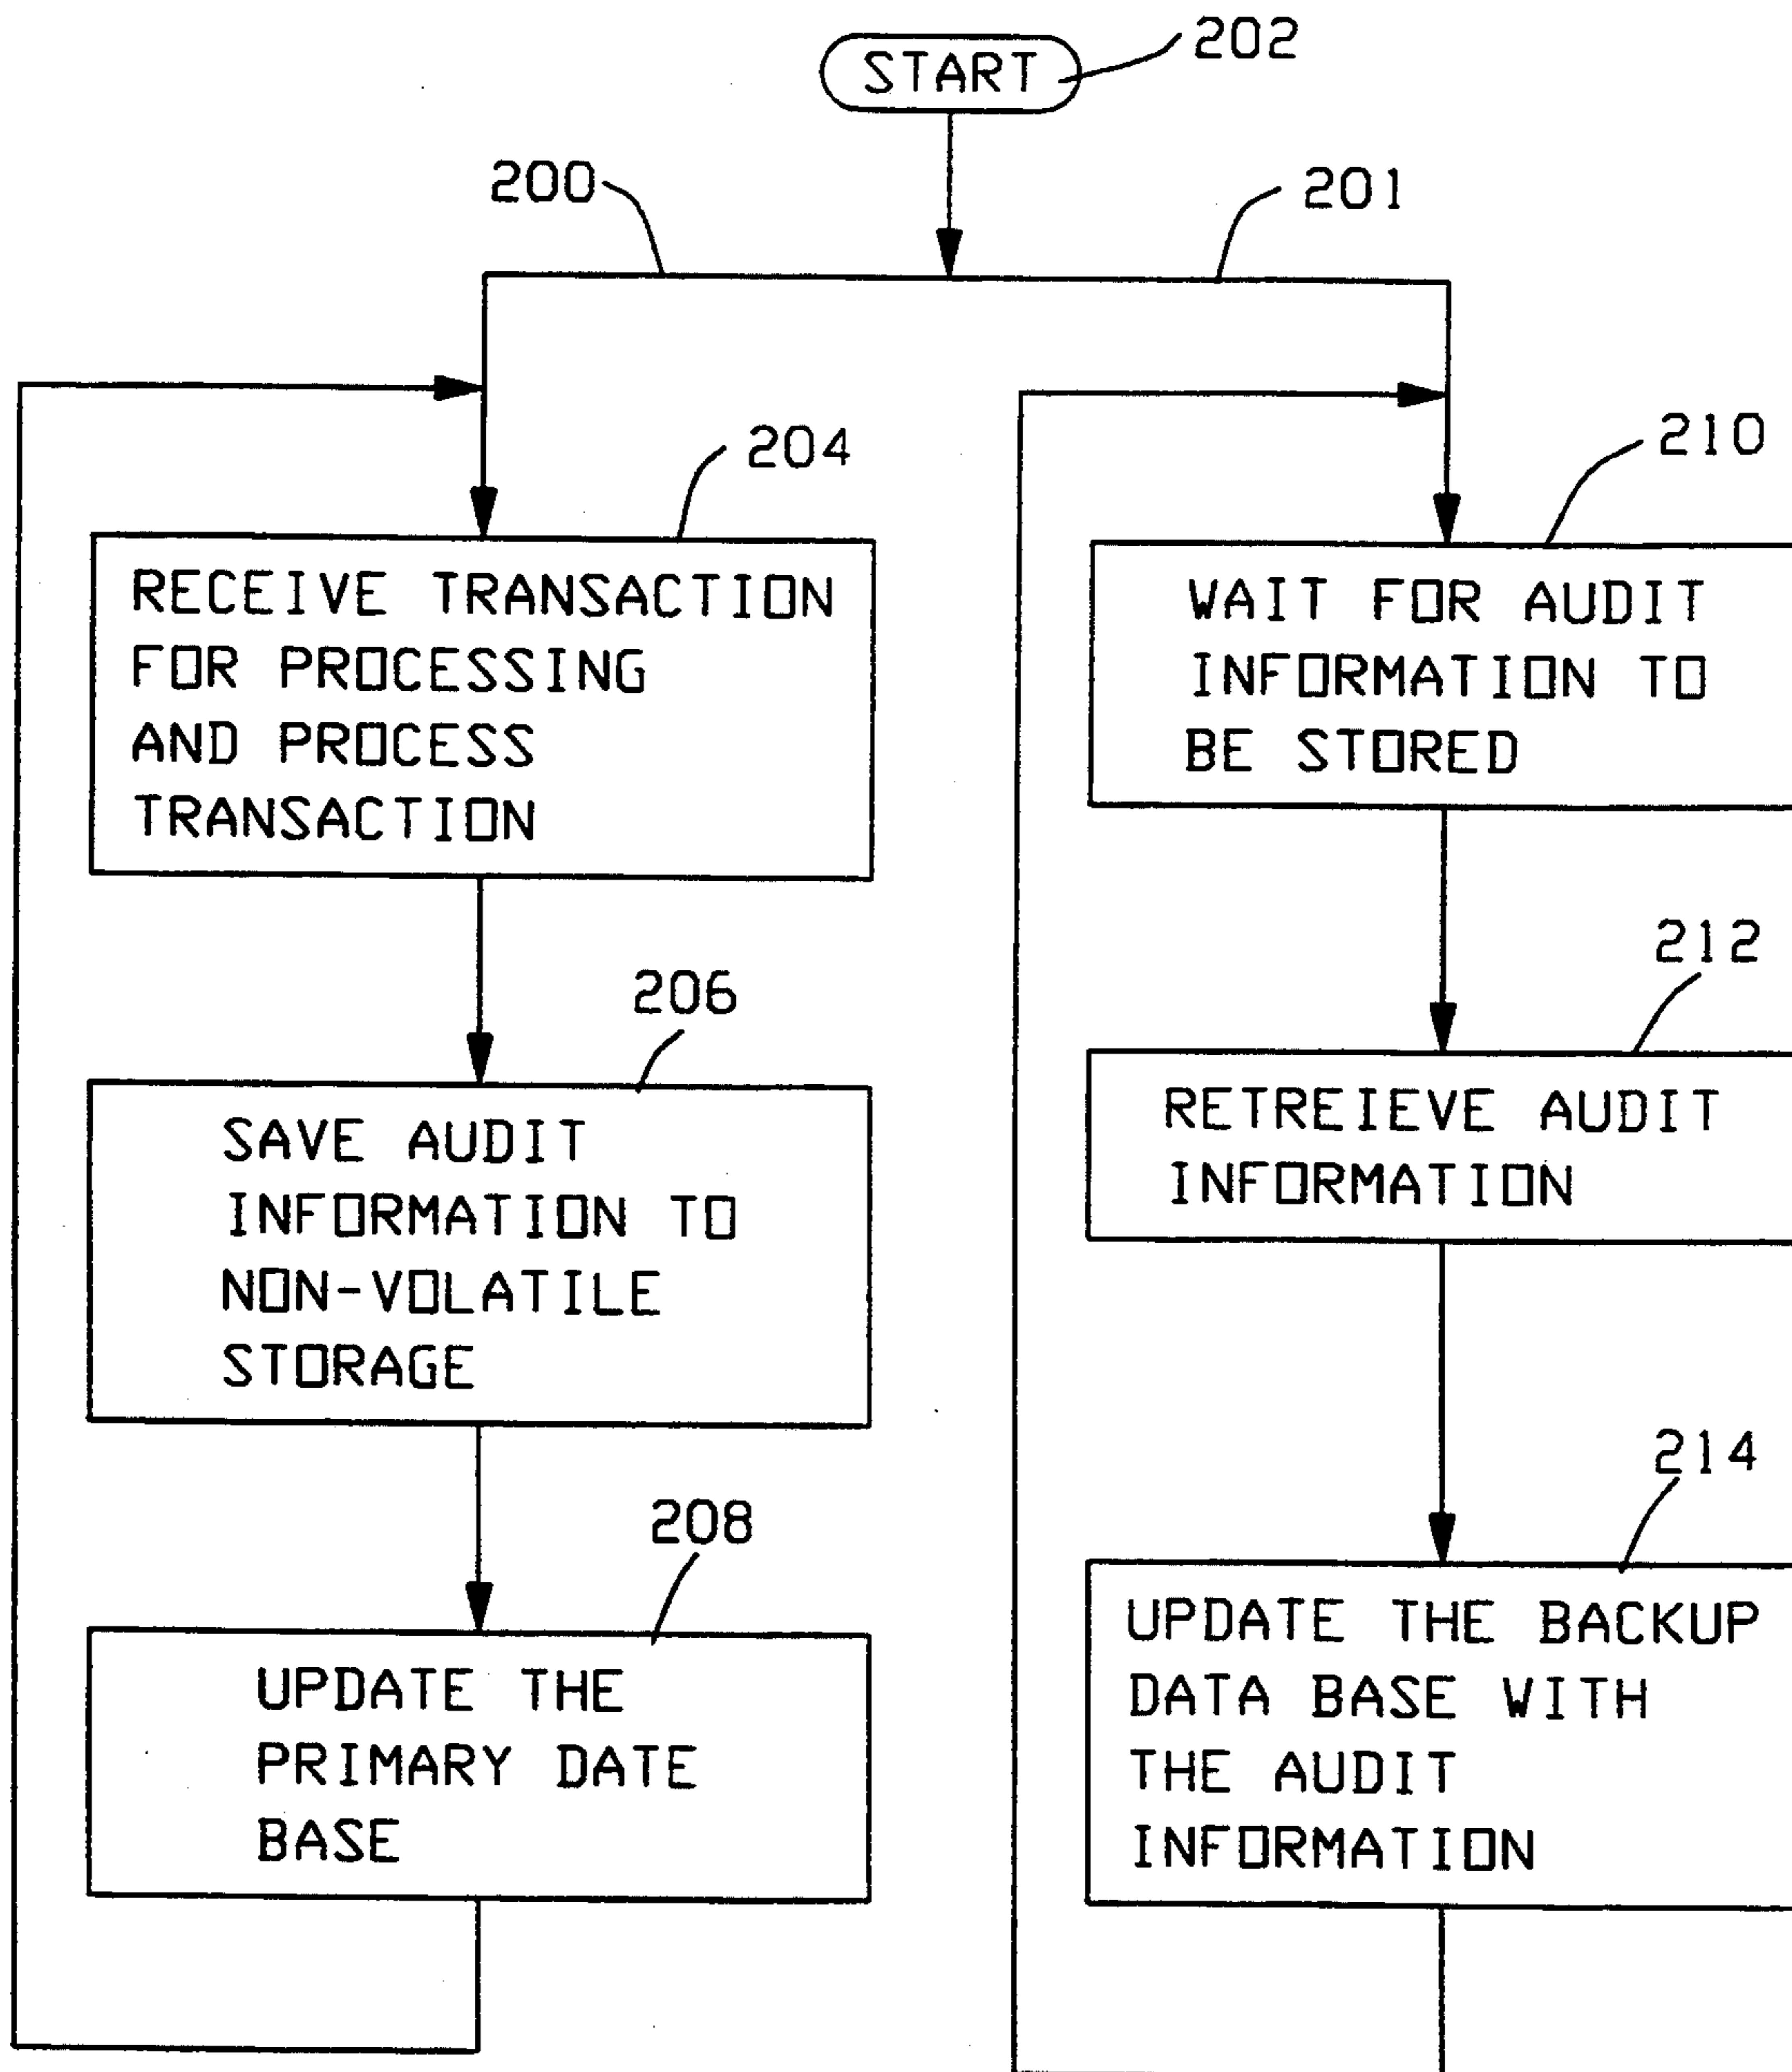 START
202
200
201
204
RECEIVE TRANSACTION
FOR PROCESSING
AND PROCESS
TRANSACTION
206
SAVE AUDIT
INFORMATION TO
NON-VOLATILE
STORAGE
208
UPDATE THE
PRIMARY DATE
BASE
210
WAIT FOR AUDIT
INFORMATION TO
BE STORED
212
RETREIEVE AUDIT
INFORMATION
214
UPDATE THE BACKUP
DATA BASE WITH
THE AUDIT
INFORMATION